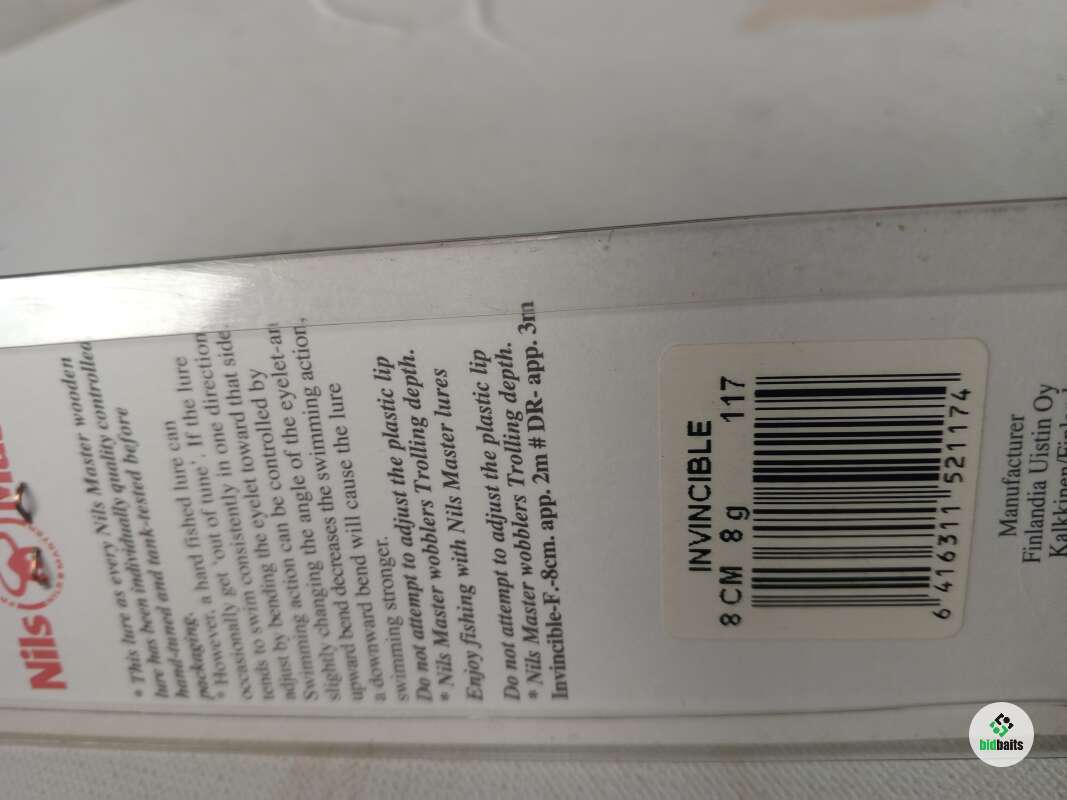 Nils
* This lure as every Nils Master wooden
lure has been individually quality controlled
hand-tuned and tank-tested before
packaging.
* However, a hard fished lure can
occasionally get 'out of tune'. If the lure
tends to swim consistently in one direction
adjust by bending the eyelet toward that side.
Swimming action can be controlled by
slightly changing the angle of the eyelet-an
upward bend decreases the swimming action,
a downward bend will cause the lure
swimming stronger.
Do not attempt to adjust the plastic lip
* Nils Master wobblers Trolling depth.
Enjoy fishing with Nils Master lures
Do not attempt to adjust the plastic lip
* Nils Master wobblers Trolling depth.
Invincible-F.-8cm. app. 2m # DR- app. 3m
INVINCIBLE
8 CM 8 g 117
6 416311 521174
Manufacturer
Finlandia Uistin Oy
Kalkkinen/Finland
bidbaits